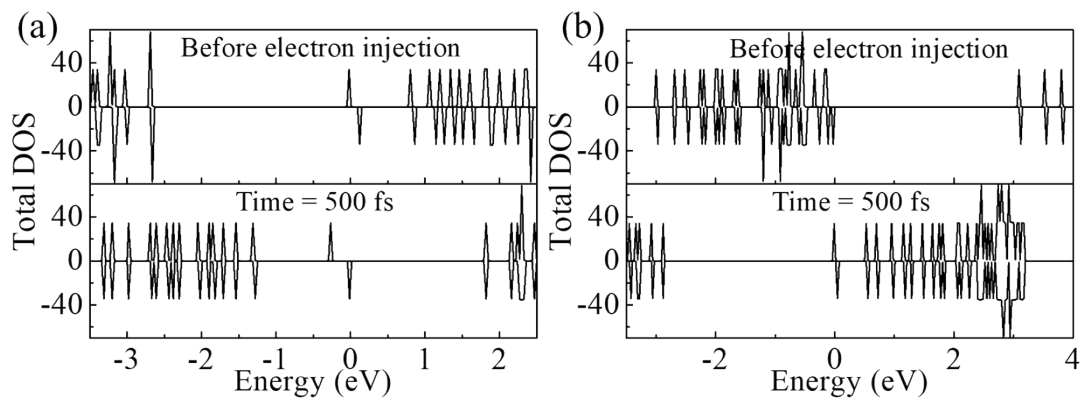 (a)
Before electron injection
40
0
-40
Time = 500 fs
40
0
-40
Total DOS
-3 -2 -1 0 1 2
Energy (eV)
(b)
Before electron injection
40
0
-40
Time = 500 fs
40
0
-40
Total DOS
-2 0 2 4
Energy (eV)